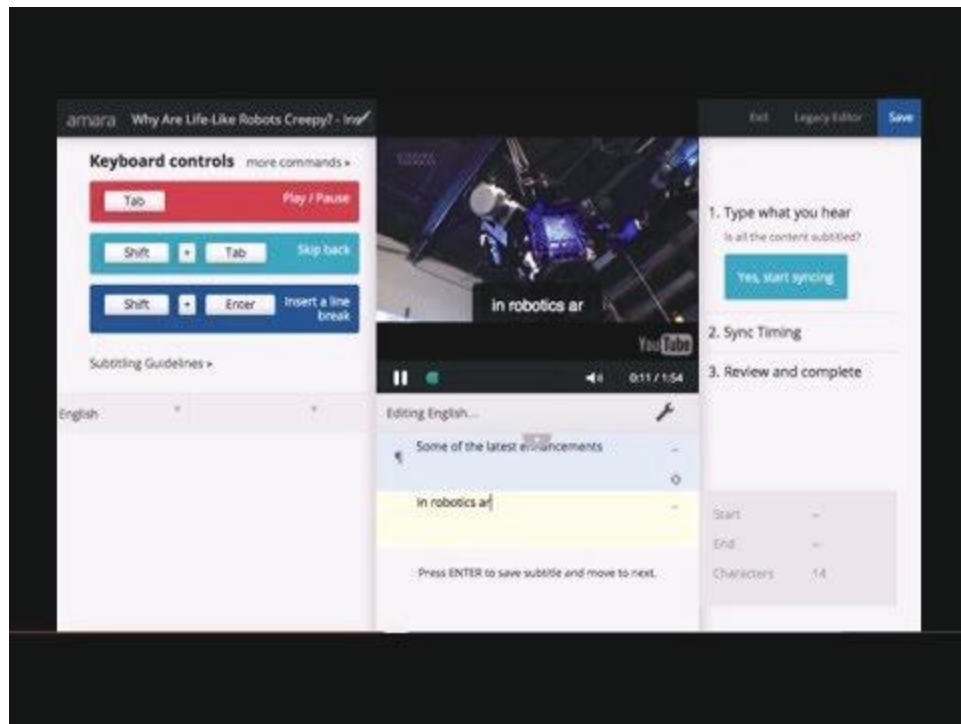 amara Why Are Life-Like Robots Creepy? - In
Exit Legacy Editor Save
Keyboard controls more commands »
Tab Play / Pause
Shift + Tab Skip back
Shift + Enter Insert a line
break
Subtitling Guidelines »
English
in robotics ar
YouTube
0:11 / 1:54
Editing English...
¶ Some of the latest enhancements
in robotics ar
Press ENTER to save subtitle and move to next.
1. Type what you hear
Is all the content subtitled?
Yes, start syncing
2. Sync Timing
3. Review and complete
Start --
End --
Characters 14